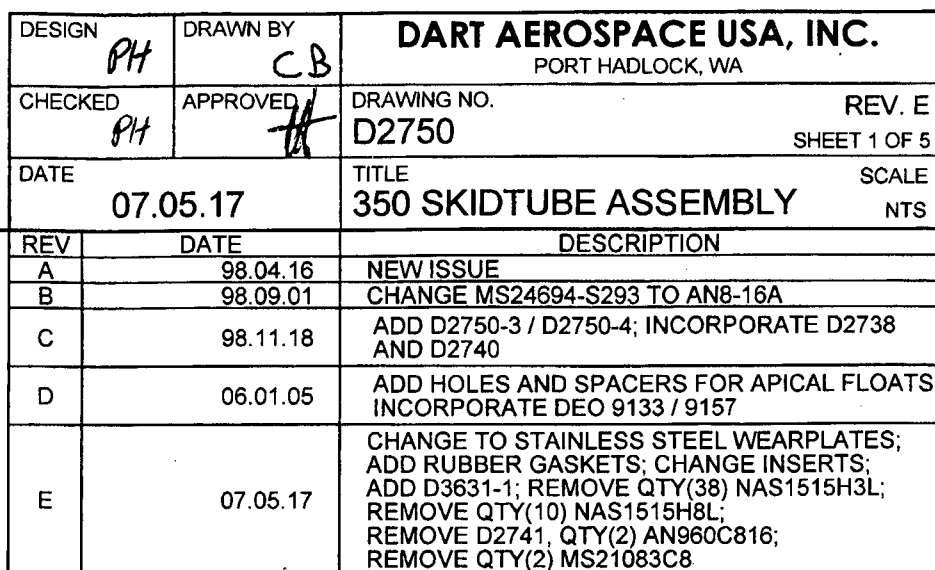 DESIGN
PH
DRAWN BY
CB
DART AEROSPACE USA, INC.
PORT HADLOCK, WA
CHECKED
PH
APPROVED
DRAWING NO.
D2750
REV. E
SHEET 1 OF 5
DATE
07.05.17
TITLE
350 SKIDTUBE ASSEMBLY
SCALE
NTS
REV DATE DESCRIPTION
A 98.04.16 NEW ISSUE
B 98.09.01 CHANGE MS24694-S293 TO AN8-16A
C 98.11.18 ADD D2750-3 / D2750-4; INCORPORATE D2738
AND D2740
D 06.01.05 ADD HOLES AND SPACERS FOR APICAL FLOATS
INCORPORATE DEO 9133 / 9157
E 07.05.17 CHANGE TO STAINLESS STEEL WEARPLATES;
ADD RUBBER GASKETS; CHANGE INSERTS;
ADD D3631-1; REMOVE QTY(38) NAS1515H3L;
REMOVE QTY(10) NAS1515H8L;
REMOVE D2741, QTY(2) AN960C816;
REMOVE QTY(2) MS21083C8